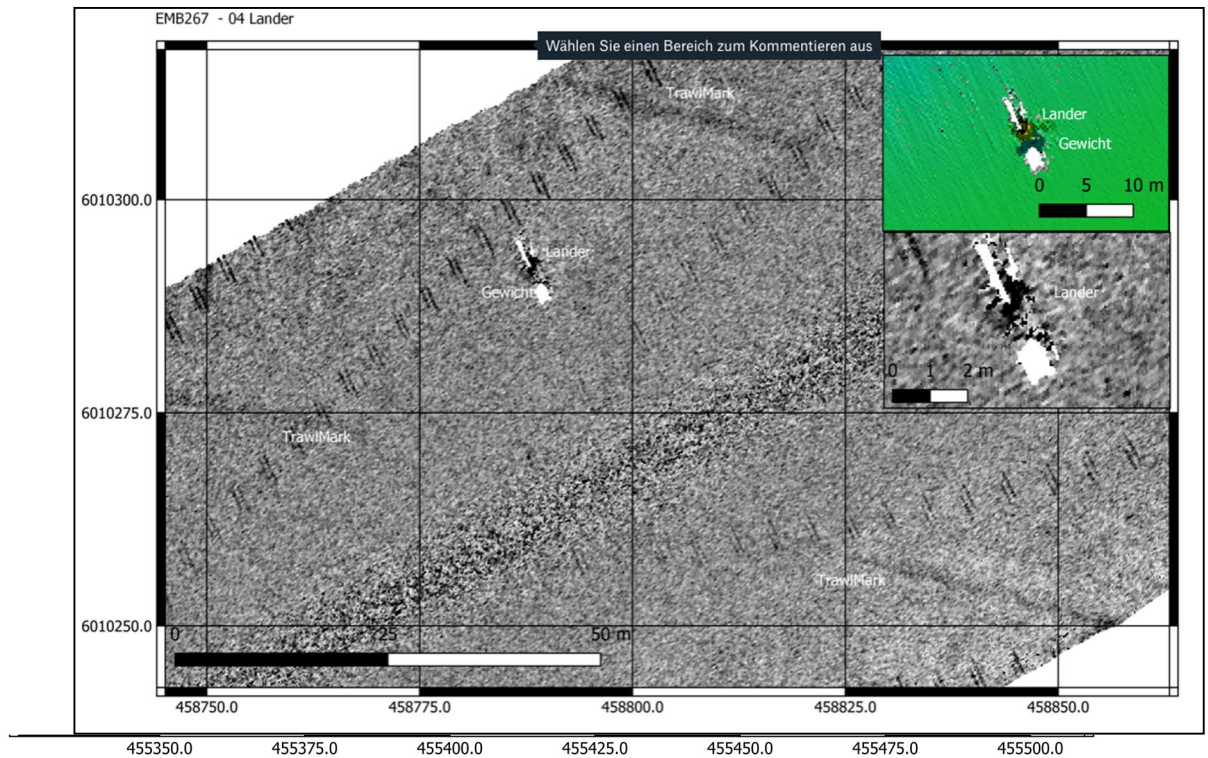 EMB267 - 04 Lander
Wählen Sie einen Bereich zum Kommentieren aus
TrawlMark
Lander
Gewicht
0 5 10 m
6010300.0
Lander
Gewicht
Lander
0 1 2 m
6010275.0
TrawlMark
TrawlMark
6010250.0
0 25 50 m
458750.0 458775.0 458800.0 458825.0 458850.0
455350.0 455375.0 455400.0 455425.0 455450.0 455475.0 455500.0